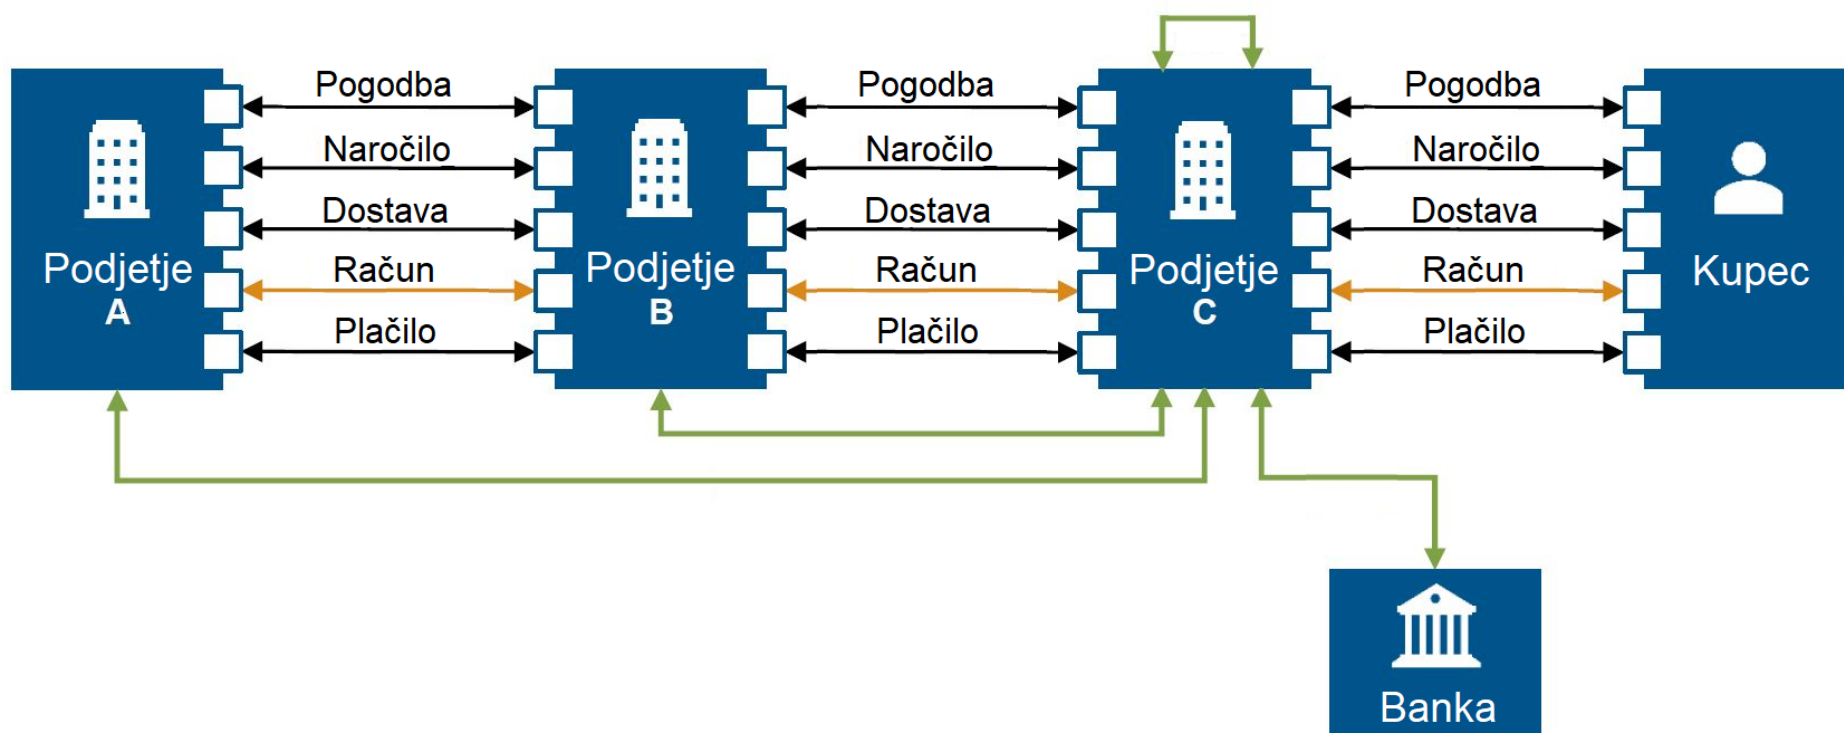 Pogodba
Naročilo
Dostava
Račun
Plačilo
Pogodba
Naročilo
Dostava
Račun
Plačilo
Pogodba
Naročilo
Dostava
Račun
Plačilo
Podjetje
A
Podjetje
B
Podjetje
C
Kupec
Banka